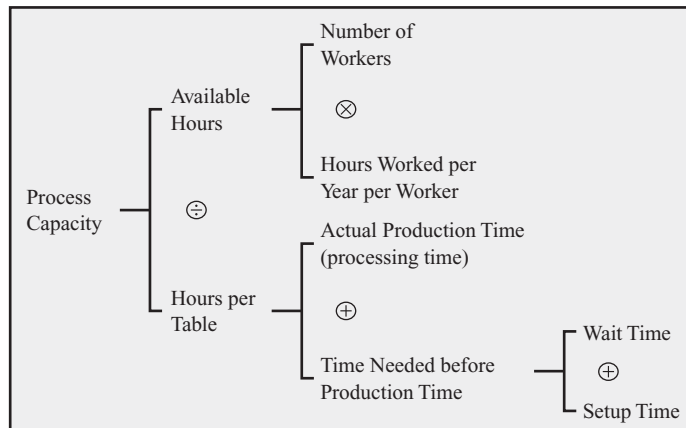 Number of
Workers
Available
Hours
×
Hours Worked per
Year per Worker
Process
Capacity
÷
Actual Production Time
(processing time)
Hours per
Table
+
Time Needed before
Production Time
Wait Time
+
Setup Time